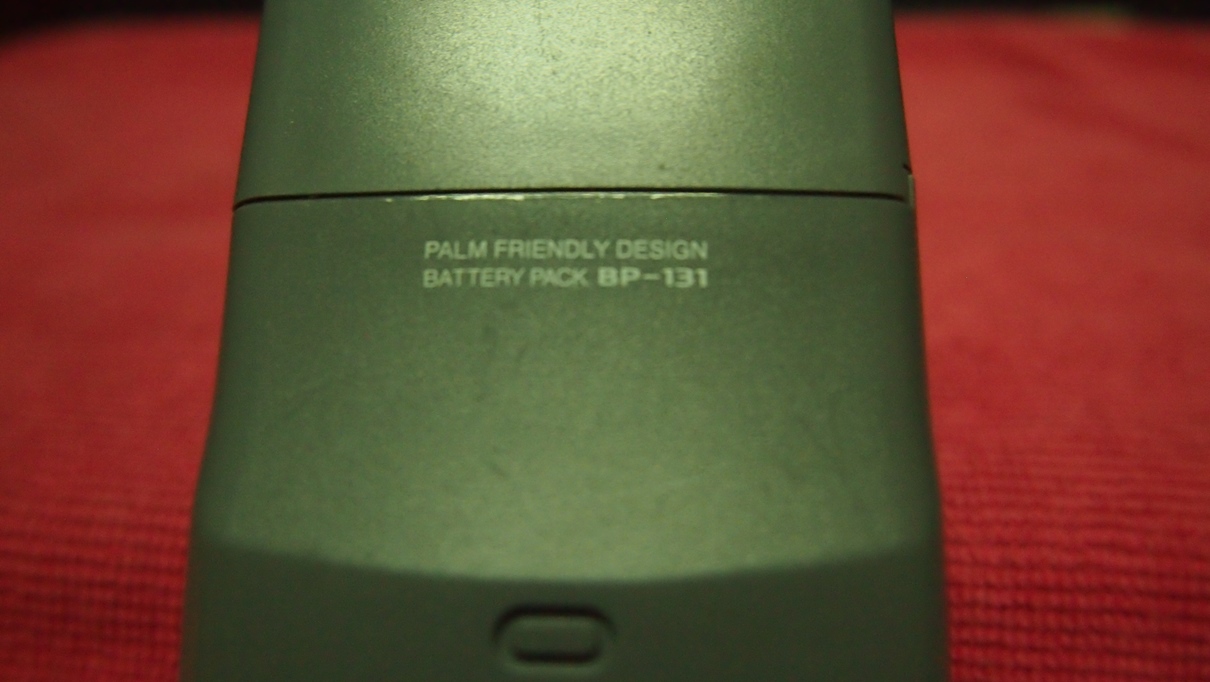 PALM FRIENDLY DESIGN
BATTERY PACK BP-131